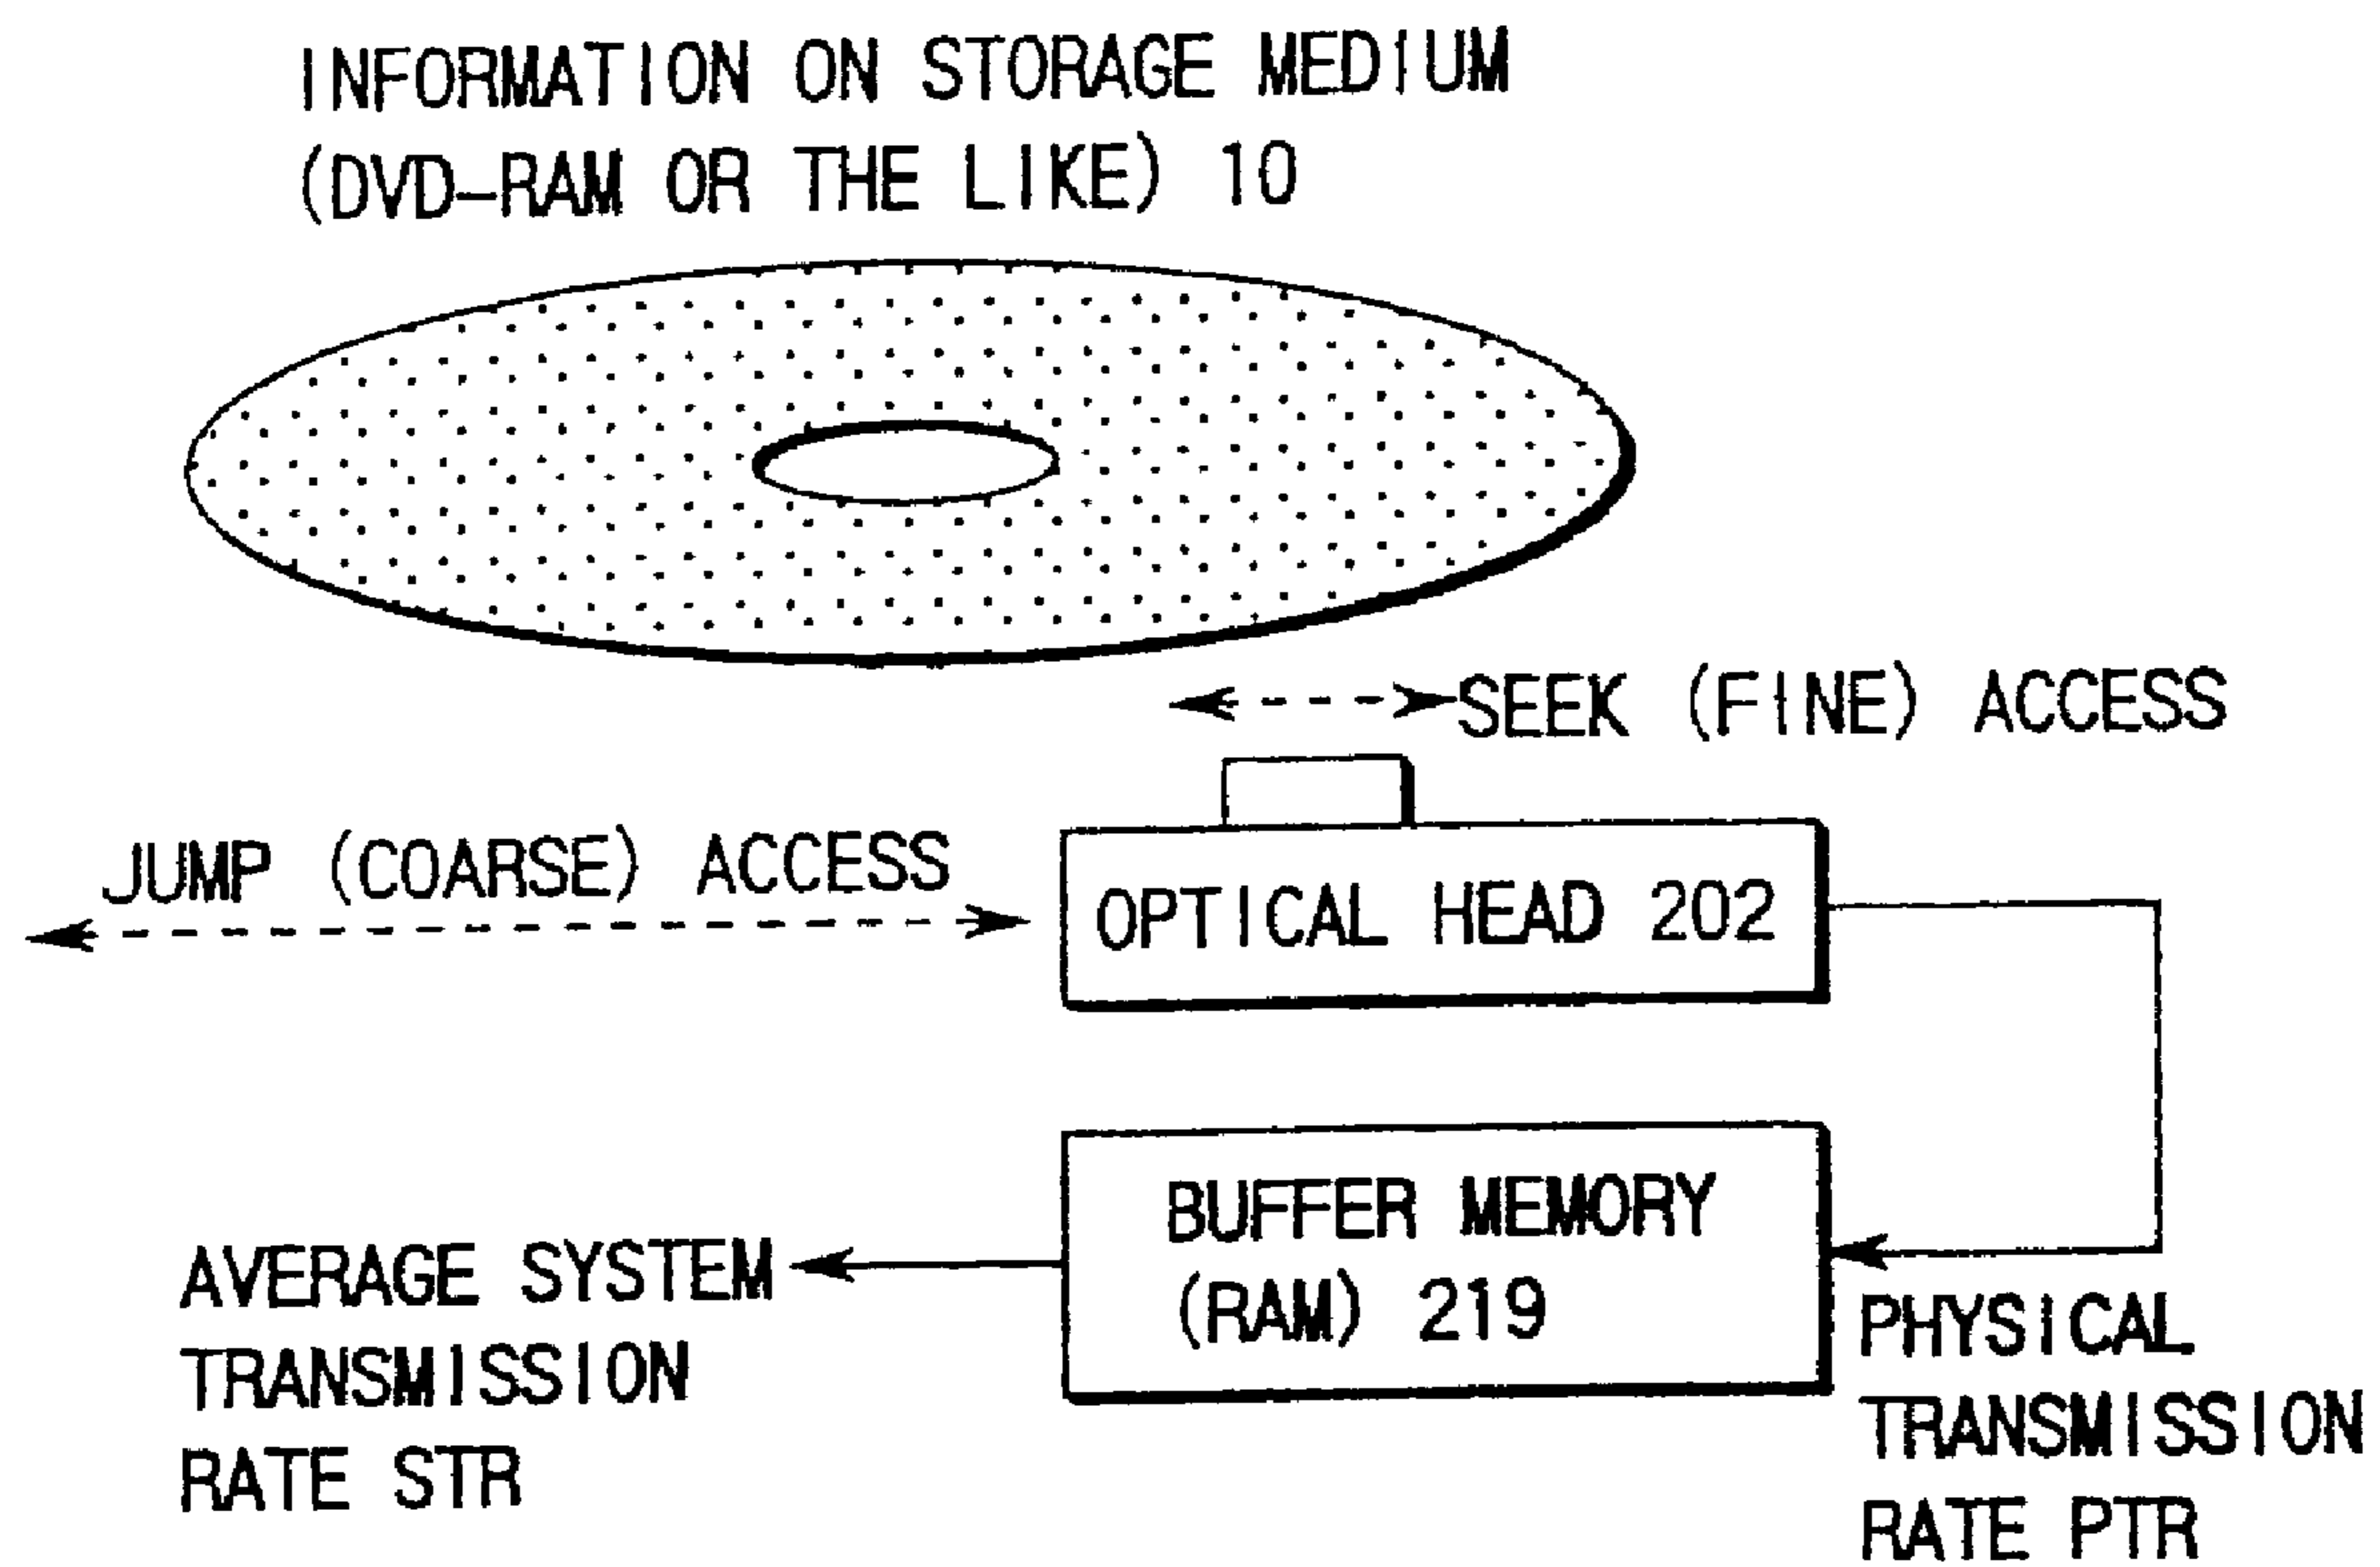 INFORMATION ON STORAGE MEDIUM
(DVD-RAM OR THE LIKE) 10
SEEK (FINE) ACCESS
JUMP (COARSE) ACCESS
OPTICAL HEAD 202
BUFFER MEMORY
(RAM) 219
AVERAGE SYSTEM
TRANSMISSION
RATE STR
PHYSICAL
TRANSMISSION
RATE PTR